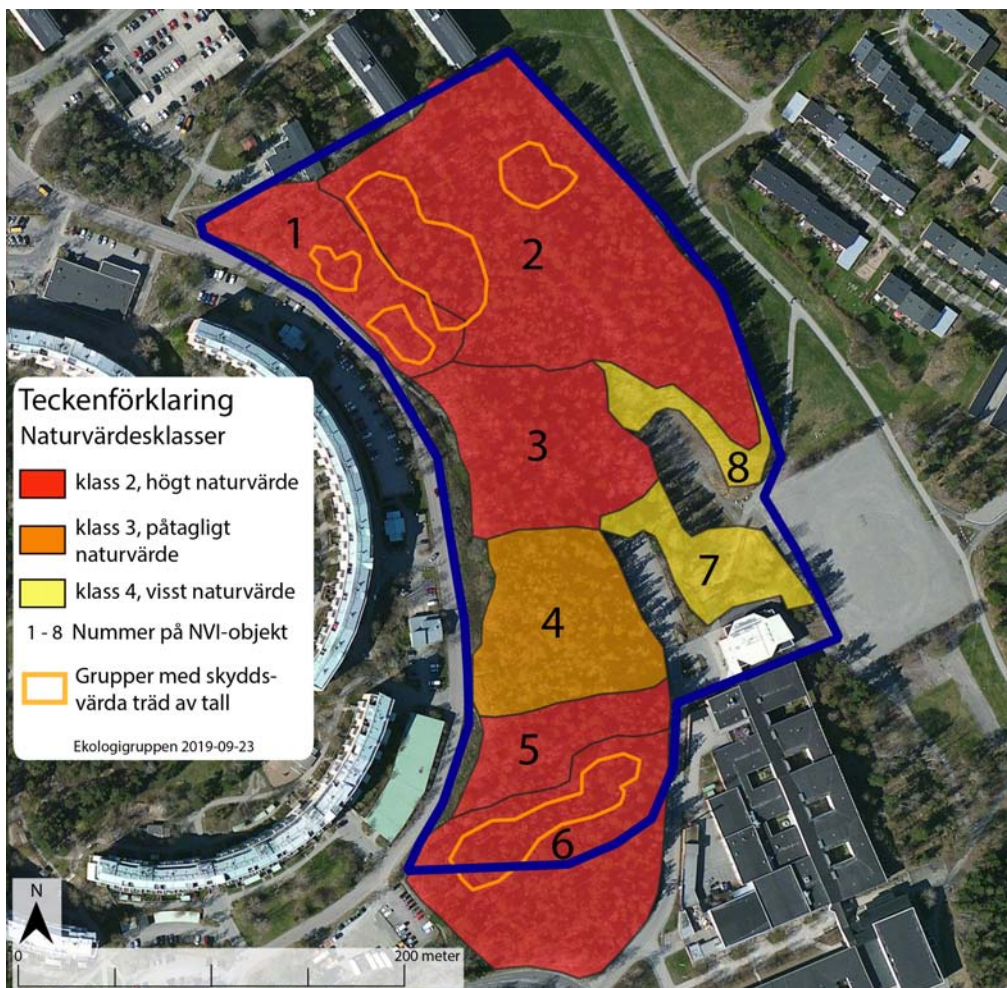 1
2
3
8
7
4
5
6
Teckenförklaring
Naturvärdesklasser
klass 2, högt naturvärde
klass 3, påtagligt
naturvärde
klass 4, visst naturvärde
1 - 8 Nummer på NVI-objekt
Grupper med skydds-
värda träd av tall
Ekologigruppen 2019-09-23
N
0 200 meter